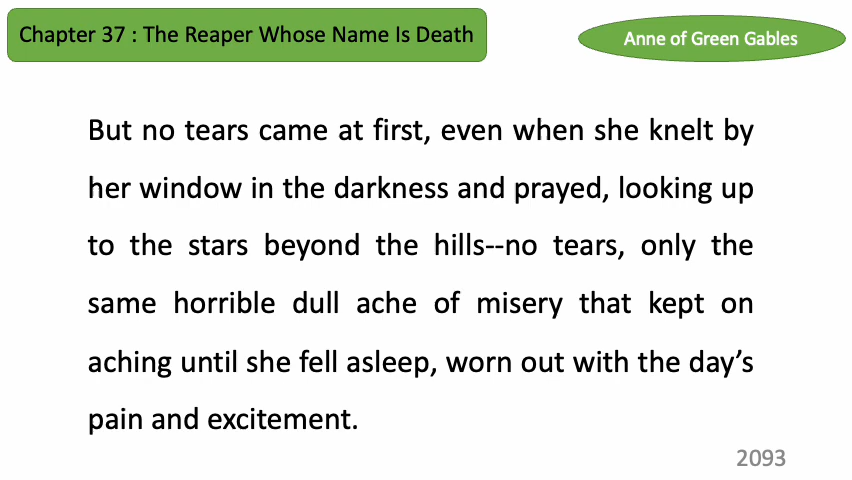 Chapter 37 : The Reaper Whose Name Is Death
Anne of Green Gables
But no tears came at first, even when she knelt by
her window in the darkness and prayed, looking up
to the stars beyond the hills--no tears, only the
same horrible dull ache of misery that kept on
aching until she fell asleep, worn out with the day’s
pain and excitement.
2093